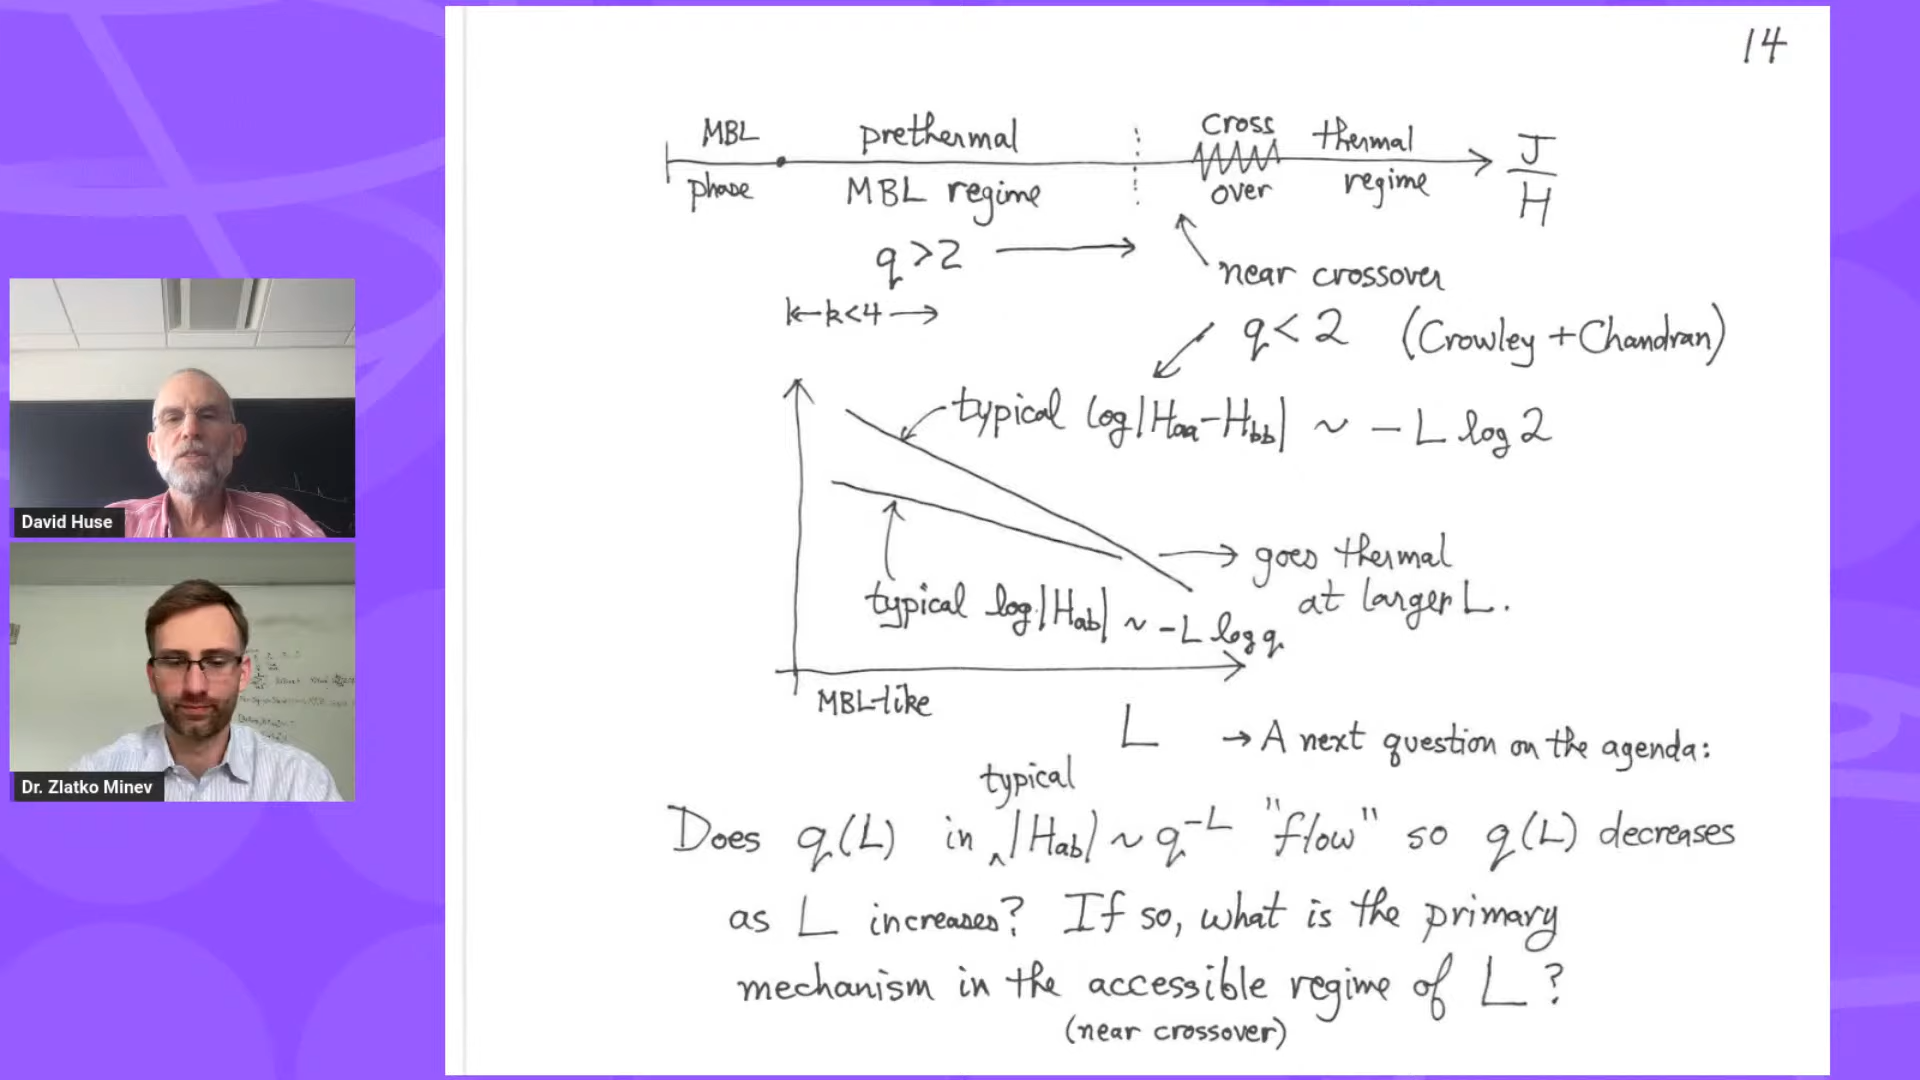 14
MBL prethermal cross thermal J
phase MBL regime over regime H
q>2
near crossover
k<4
q<2 (Crowley + Chandran)
typical log|Haa-Hbb| ~ - L log 2
goes thermal
at larger L.
typical log|Hab| ~ -L log q
MBL-like
L → A next question on the agenda:
typical
Does q(L) in ^ |Hab| ~ q^-L "flow" so q(L) decreases
as L increases? If so, what is the primary
mechanism in the accessible regime of L?
(near crossover)
David Huse
Dr. Zlatko Minev